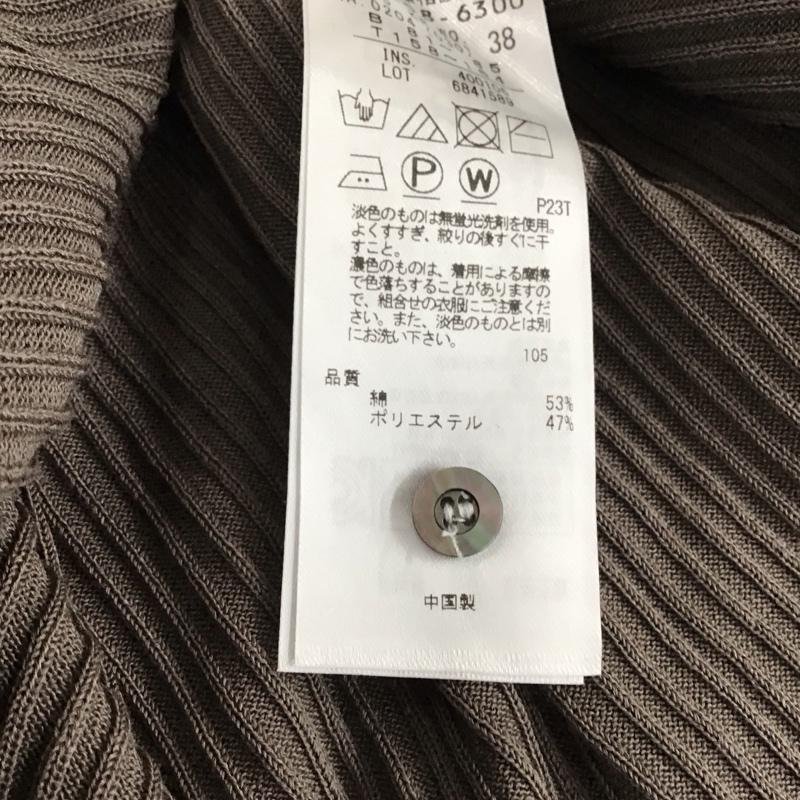 8-6300
38
INS.
LOT
6841589
P
W
P23T
淡色のものは無蛍光洗剤を使用。
よくすすぎ、絞りの後すぐに干
すこと。
濃色のものは、着用による摩擦
で色落ちすることがありますの
で、組合せの衣服にご注意くだ
さい。また、淡色のものとは別
にお洗い下さい。
105
品質
綿 53%
ポリエステル 47%
中国製